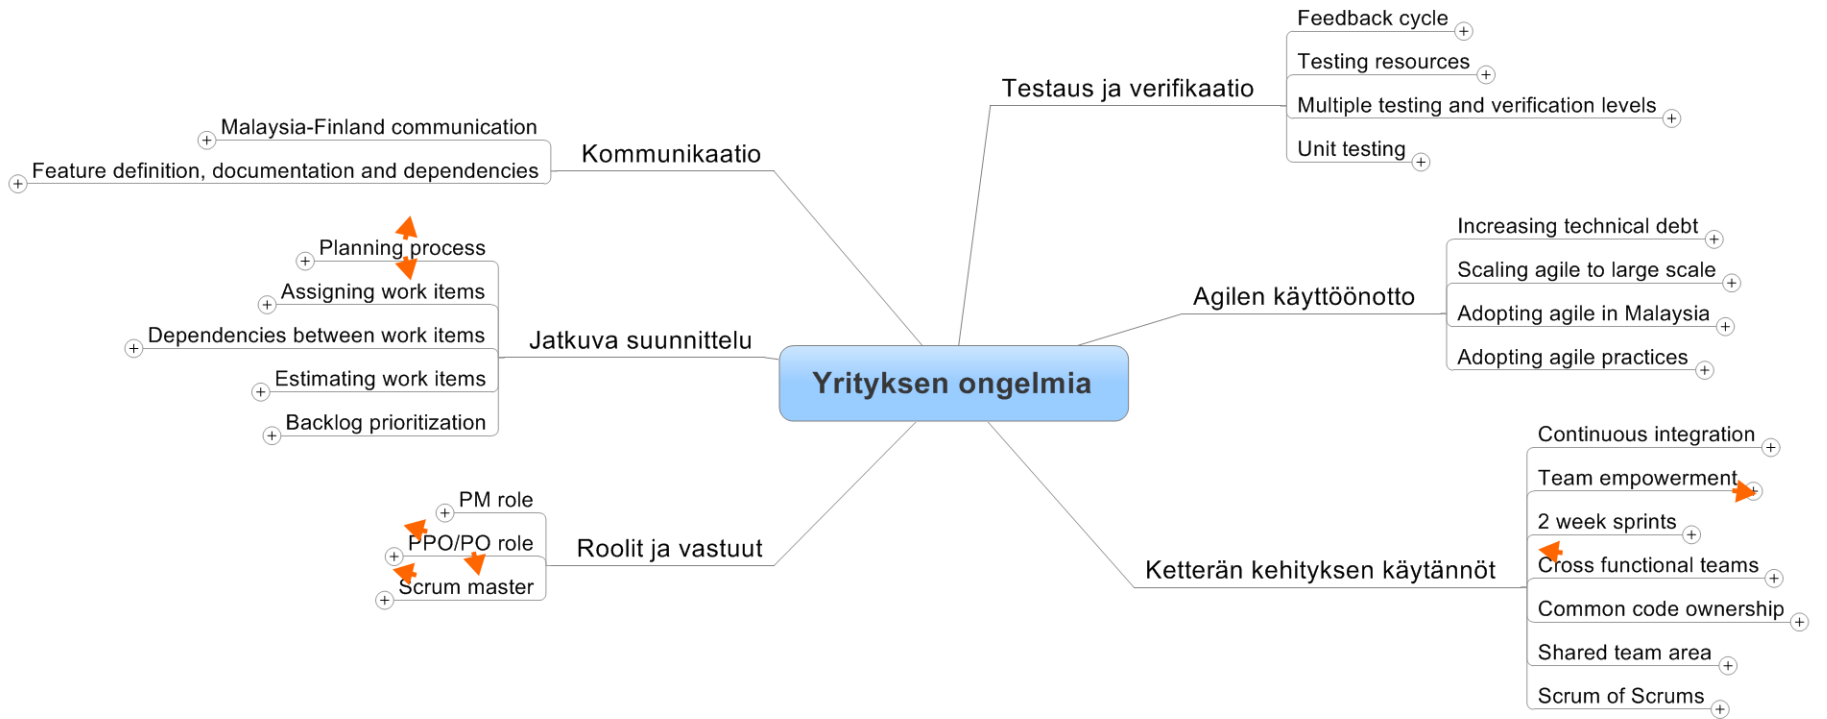 Feedback cycle
Testing resources
Testaus ja verifikaatio
Multiple testing and verification levels
Unit testing
Malaysia-Finland communication
Kommunikaatio
Feature definition, documentation and dependencies
Planning process
Assigning work items
Dependencies between work items
Jatkuva suunnittelu
Estimating work items
Backlog prioritization
Increasing technical debt
Scaling agile to large scale
Agilen käyttöönotto
Adopting agile in Malaysia
Adopting agile practices
Yrityksen ongelmia
PM role
PPO/PO role
Roolit ja vastuut
Scrum master
Continuous integration
Team empowerment
2 week sprints
Cross functional teams
Ketterän kehityksen käytännöt
Common code ownership
Shared team area
Scrum of Scrums